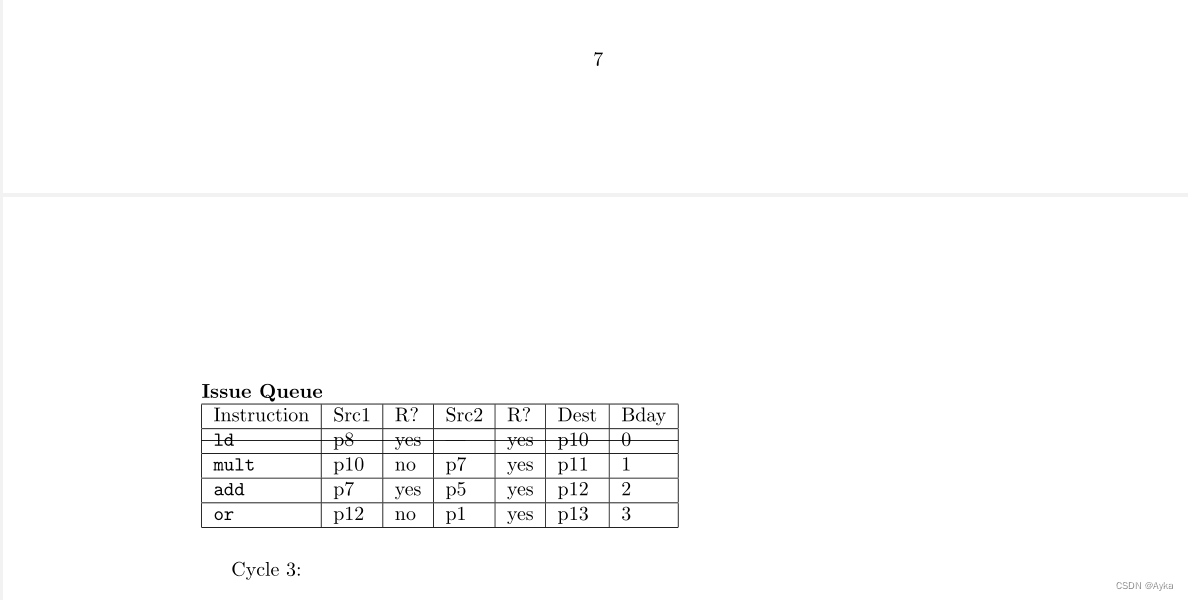 7
Issue Queue
Instruction Src1 R? Src2 R? Dest Bday
ld p8 yes yes p10 0
mult p10 no p7 yes p11 1
add p7 yes p5 yes p12 2
or p12 no p1 yes p13 3
Cycle 3:
CSDN @Ayka